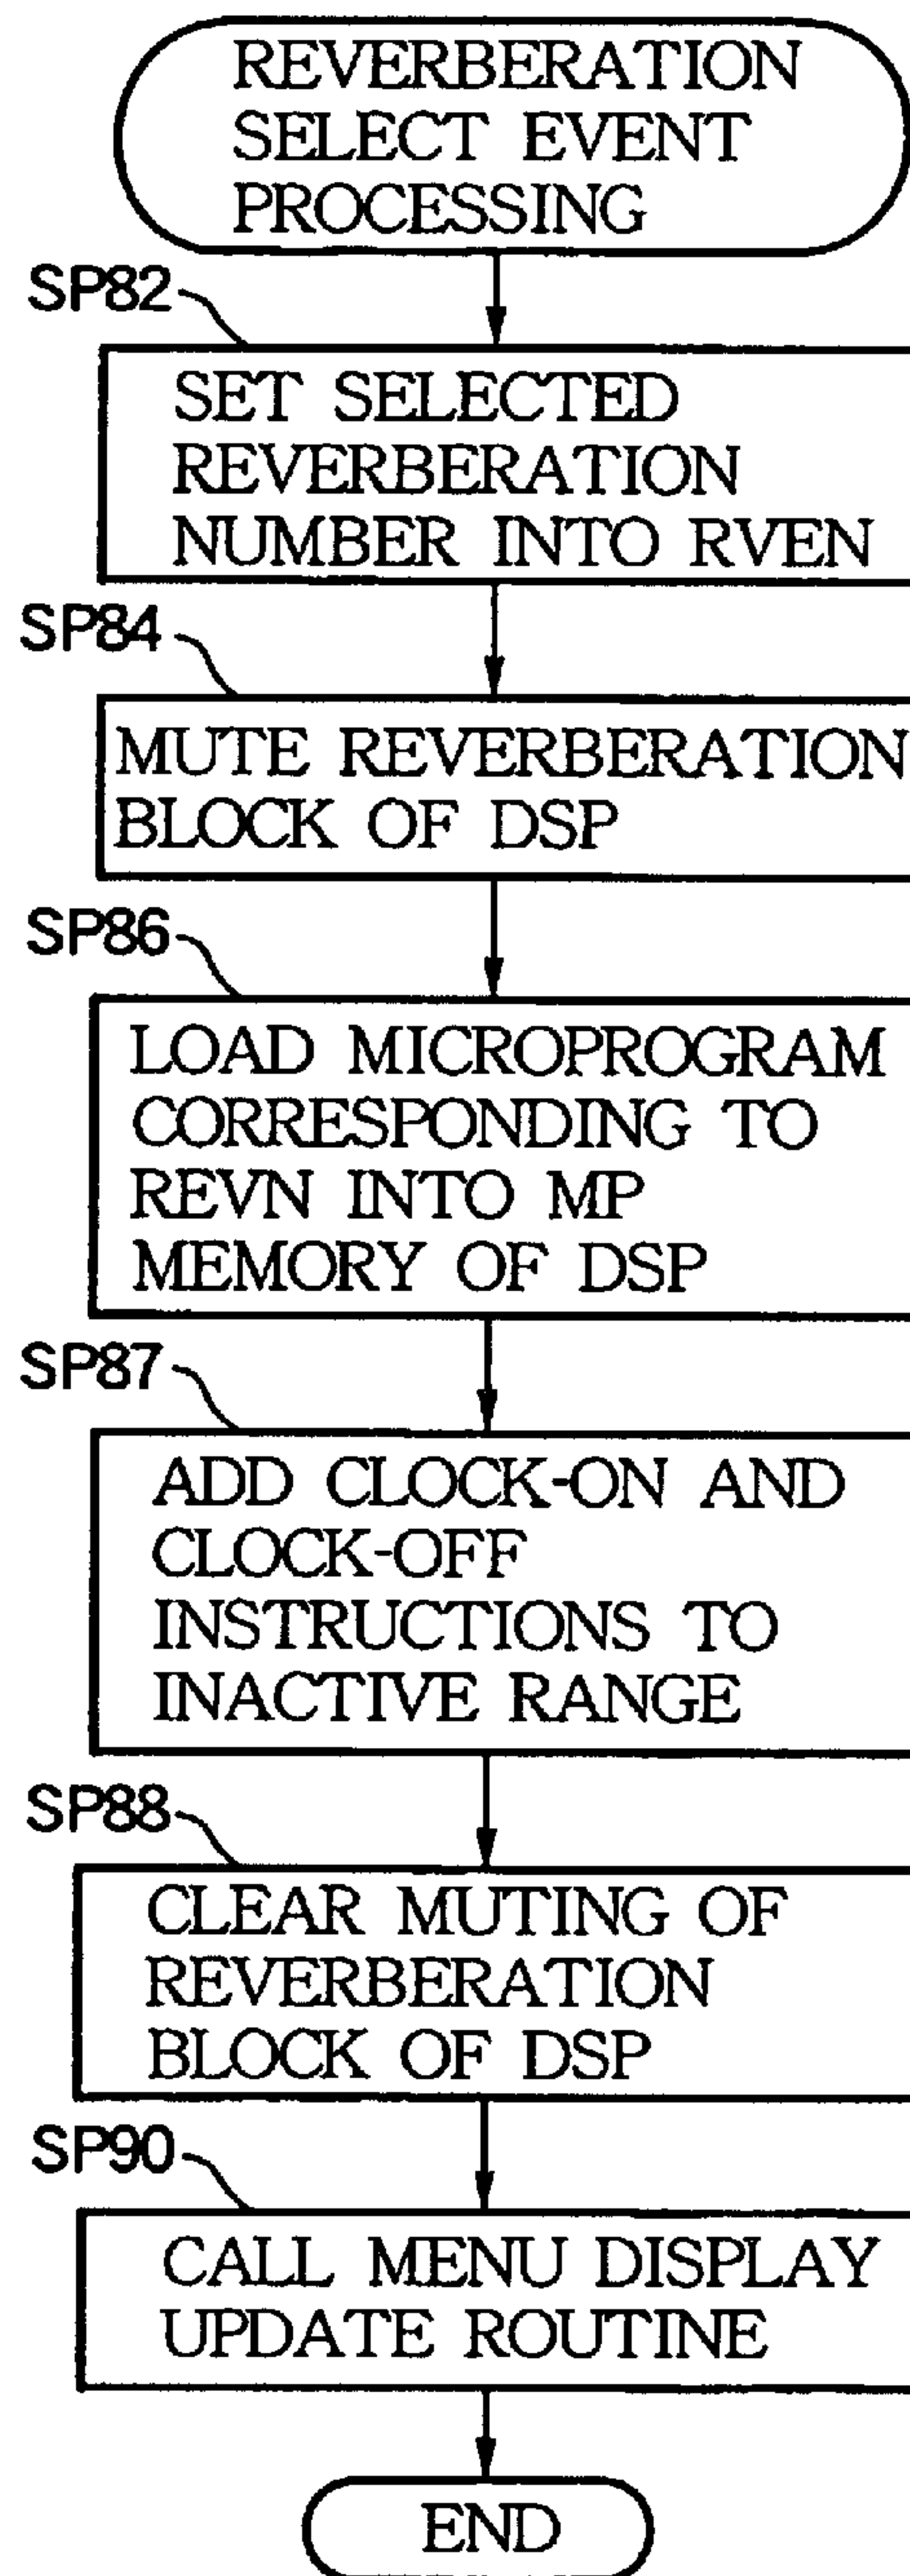 REVERBERATION
SELECT EVENT
PROCESSING
SP82
SET SELECTED
REVERBERATION
NUMBER INTO RVEN
SP84
MUTE REVERBERATION
BLOCK OF DSP
SP86
LOAD MICROPROGRAM
CORRESPONDING TO
REVN INTO MP
MEMORY OF DSP
SP87
ADD CLOCK-ON AND
CLOCK-OFF
INSTRUCTIONS TO
INACTIVE RANGE
SP88
CLEAR MUTING OF
REVERBERATION
BLOCK OF DSP
SP90
CALL MENU DISPLAY
UPDATE ROUTINE
END